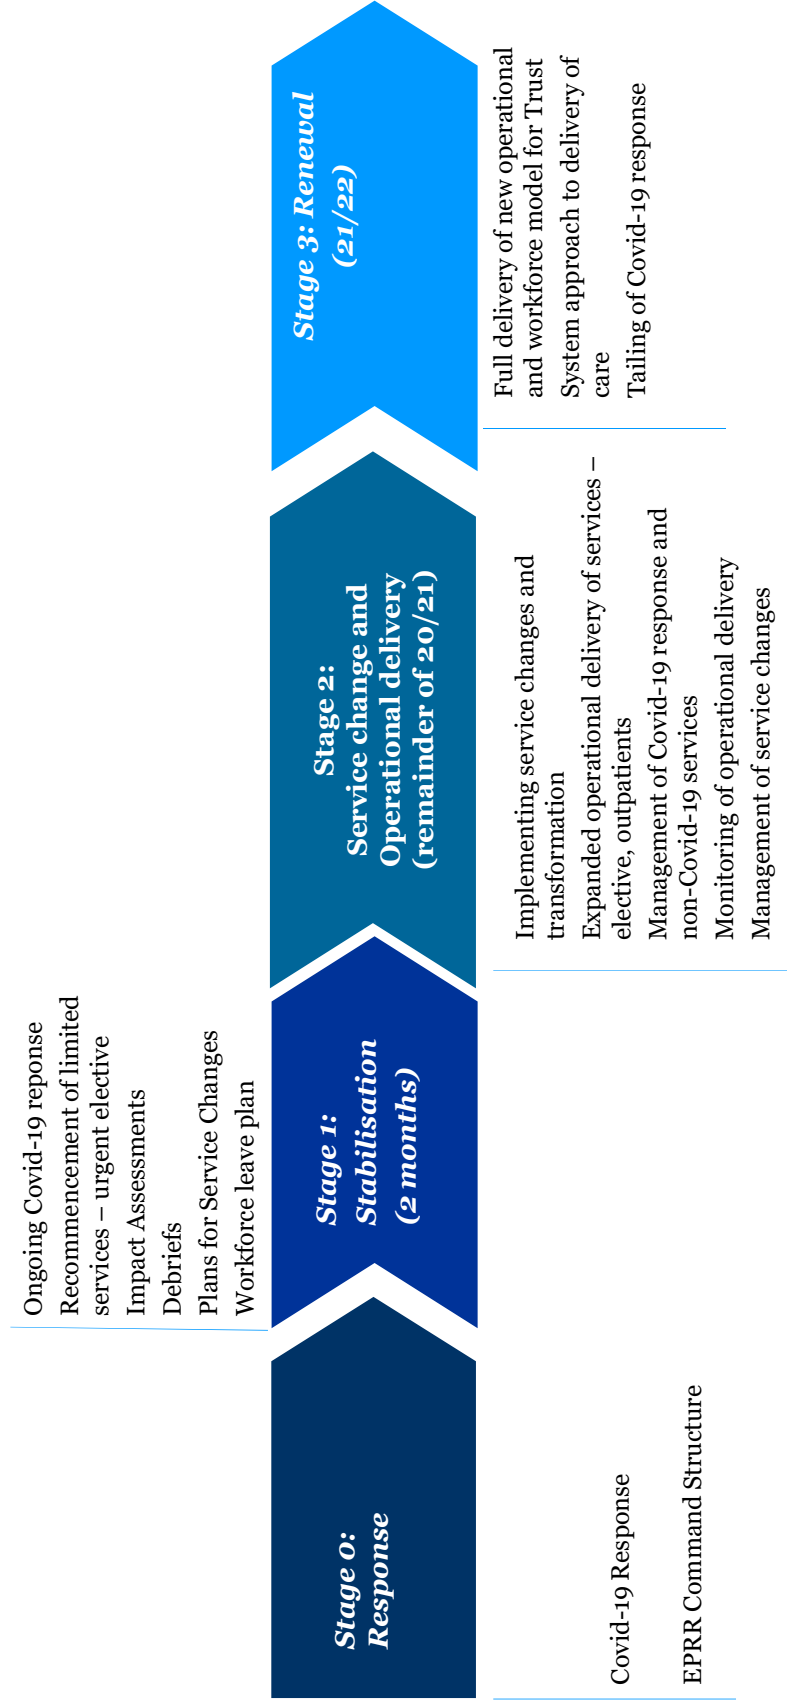 Stage 0:
Response
Covid-19 Response
EPRR Command Structure
Ongoing Covid-19 reponse
Recommencement of limited
services – urgent elective
Impact Assessments
Debriefs
Plans for Service Changes
Workforce leave plan
Stage 1:
Stabilisation
(2 months)
Stage 2:
Service change and
Operational delivery
(remainder of 20/21)
Implementing service changes and
transformation
Expanded operational delivery of services –
elective, outpatients
Management of Covid-19 response and
non-Covid-19 services
Monitoring of operational delivery
Management of service changes
Stage 3: Renewal
(21/22)
Full delivery of new operational
and workforce model for Trust
System approach to delivery of
care
Tailing of Covid-19 response